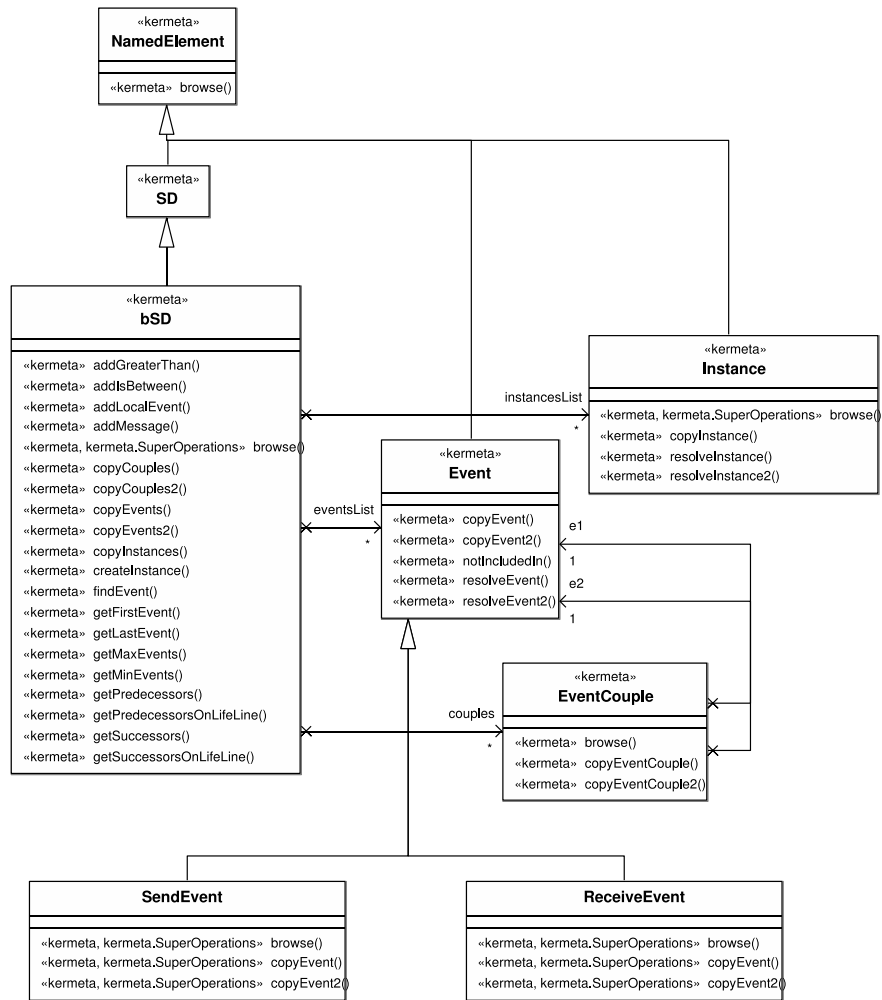 «kermeta»
NamedElement
«kermeta» browse()
«kermeta»
SD
«kermeta»
bSD
«kermeta» addGreaterThan()
«kermeta» addIsBetween()
«kermeta» addLocalEvent()
«kermeta» addMessage()
«kermeta, kermeta.SuperOperations» browse()
«kermeta» copyCouples()
«kermeta» copyCouples2()
«kermeta» copyEvents()
«kermeta» copyEvents2()
«kermeta» copyInstances()
«kermeta» createInstance()
«kermeta» findEvent()
«kermeta» getFirstEvent()
«kermeta» getLastEvent()
«kermeta» getMaxEvents()
«kermeta» getMinEvents()
«kermeta» getPredecessors()
«kermeta» getPredecessorsOnLifeLine()
«kermeta» getSuccessors()
«kermeta» getSuccessorsOnLifeLine()
instancesList
*
«kermeta»
Instance
«kermeta, kermeta.SuperOperations» browse()
«kermeta» copyInstance()
«kermeta» resolveInstance()
«kermeta» resolveInstance2()
eventsList
*
«kermeta»
Event
«kermeta» copyEvent()
«kermeta» copyEvent2()
«kermeta» notIncludedIn()
«kermeta» resolveEvent()
«kermeta» resolveEvent2()
e1
1
e2
1
couples
*
«kermeta»
EventCouple
«kermeta» browse()
«kermeta» copyEventCouple()
«kermeta» copyEventCouple2()
SendEvent
«kermeta, kermeta.SuperOperations» browse()
«kermeta, kermeta.SuperOperations» copyEvent()
«kermeta, kermeta.SuperOperations» copyEvent2()
ReceiveEvent
«kermeta, kermeta.SuperOperations» browse()
«kermeta, kermeta.SuperOperations» copyEvent()
«kermeta, kermeta.SuperOperations» copyEvent2()